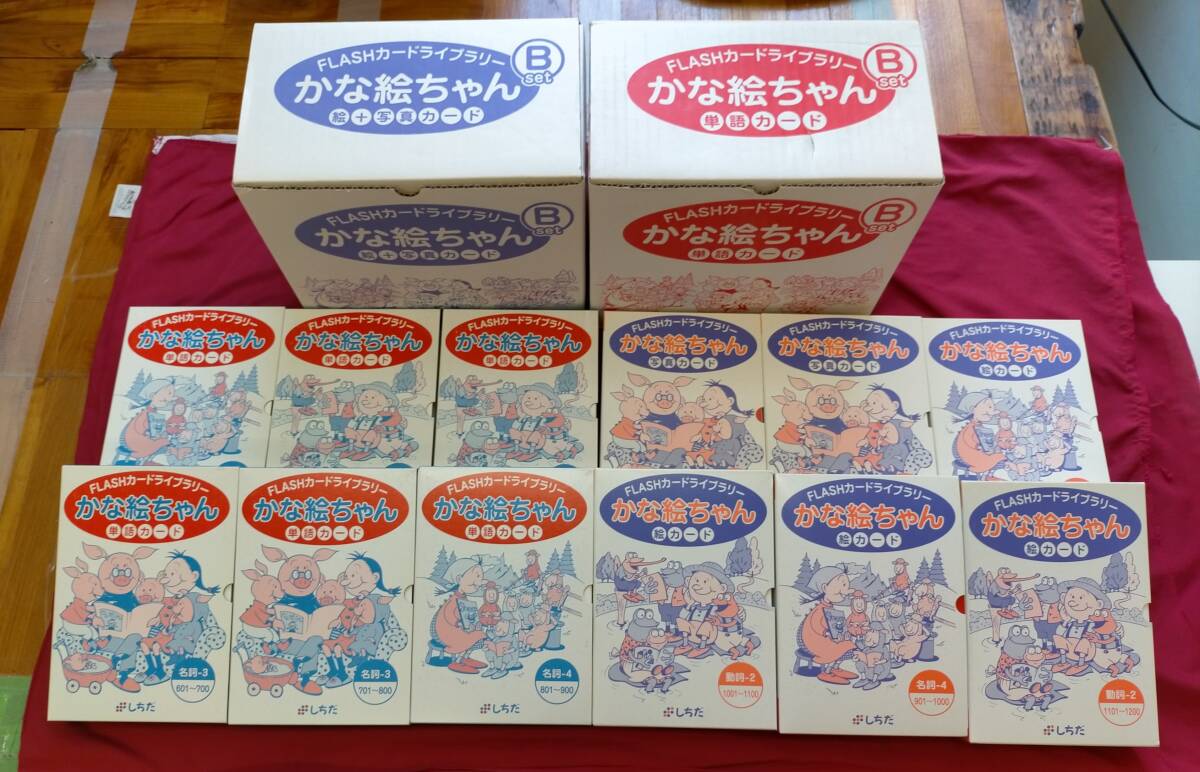 FLASHカードライブラリー
B set
かな絵ちゃん
絵+写真カード
FLASHカードライブラリー
B set
かな絵ちゃん
絵+写真カード
FLASHカードライブラリー
B set
かな絵ちゃん
単語カード
FLASHカードライブラリー
B set
かな絵ちゃん
単語カード
FLASHカードライブラリー
かな絵ちゃん
単語カード
FLASHカードライブラリー
かな絵ちゃん
単語カード
FLASHカードライブラリー
かな絵ちゃん
単語カード
FLASHカードライブラリー
かな絵ちゃん
写真カード
FLASHカードライブラリー
かな絵ちゃん
写真カード
FLASHカードライブラリー
かな絵ちゃん
絵カード
FLASHカードライブラリー
かな絵ちゃん
単語カード
名詞-3
601〜700
しちだ
FLASHカードライブラリー
かな絵ちゃん
単語カード
名詞-3
701〜800
しちだ
FLASHカードライブラリー
かな絵ちゃん
単語カード
名詞-4
801〜900
しちだ
FLASHカードライブラリー
かな絵ちゃん
絵カード
動詞-2
1001〜1100
しちだ
FLASHカードライブラリー
かな絵ちゃん
絵カード
名詞-4
901〜1000
しちだ
FLASHカードライブラリー
かな絵ちゃん
絵カード
動詞-2
1101〜1200
しちだ